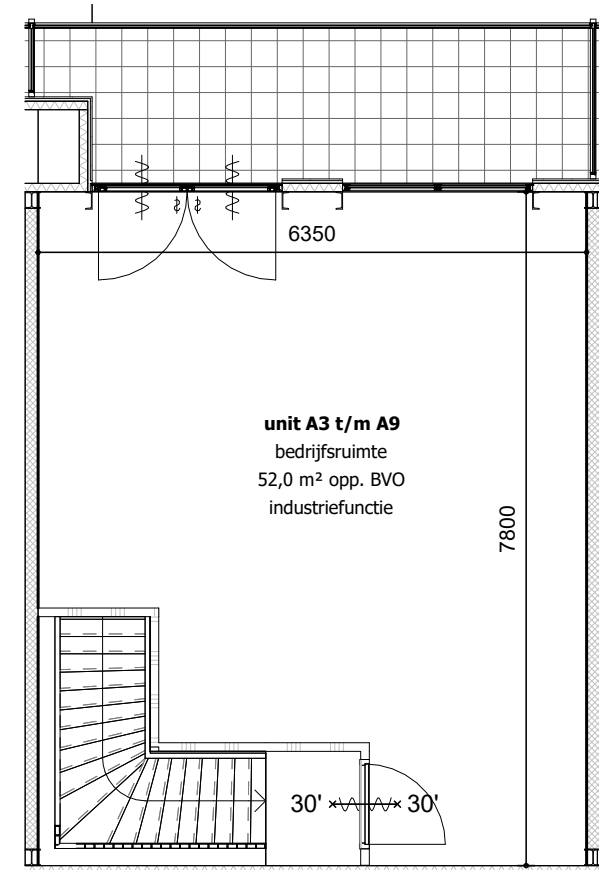 6350
unit A3 t/m A9
bedrijfsruimte
52,0 m² opp. BVO
industriefunctie
7800
30' 30'